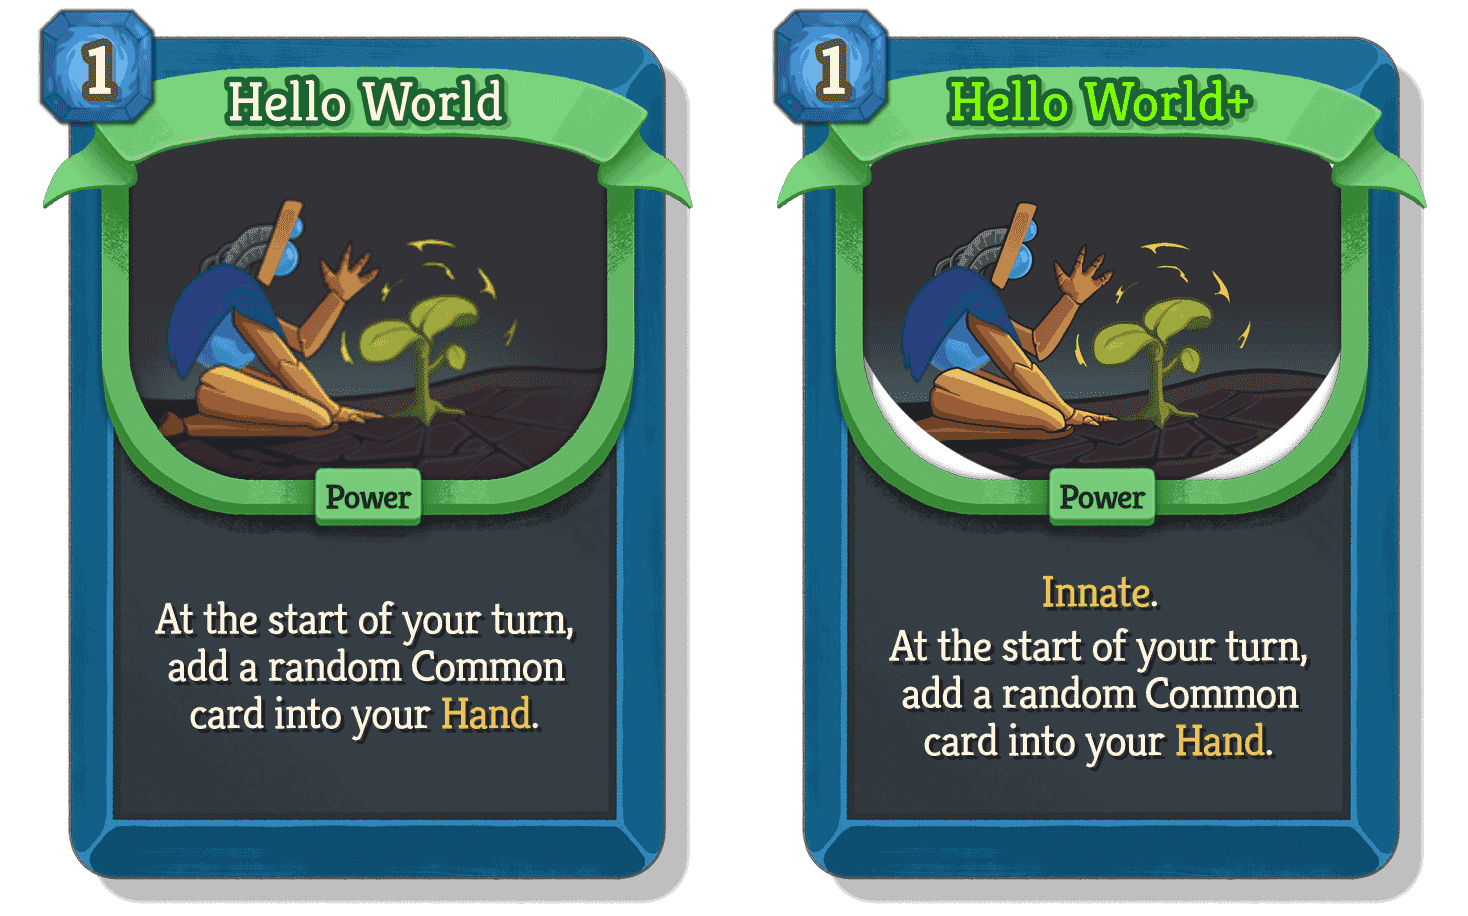 1
Hello World
Power
At the start of your turn,
add a random Common
card into your Hand.
1
Hello World+
Power
Innate.
At the start of your turn,
add a random Common
card into your Hand.